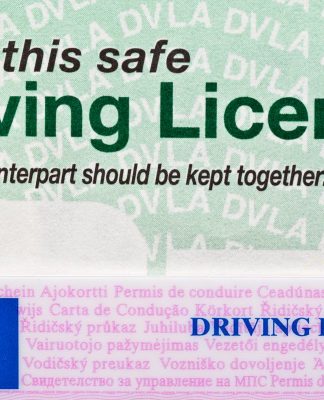 DVLA DVLA
this safe
ving Licen
nterpart should be kept together.
DVLA DVLA
chein Ajokortti Permis de conduire Ceadúnas
wijs Carta de Condução Körkort Řidičský
Řidičský průkaz Juhilu
DRIVING L
Vairuotojo pažymėjimas Vezetői engedély
Vodičský preukaz Vozniško dovoljenje
Свидетелство за управление на МПС Permis d